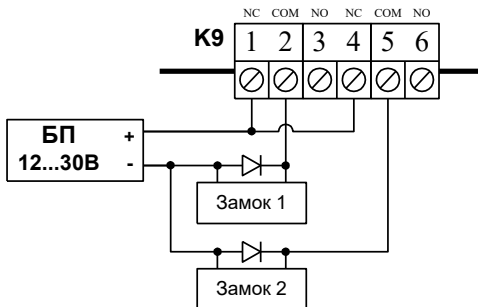 NC COM NO NC COM NO
K9 1 2 3 4 5 6
БП +
12...30В -
Замок 1
Замок 2